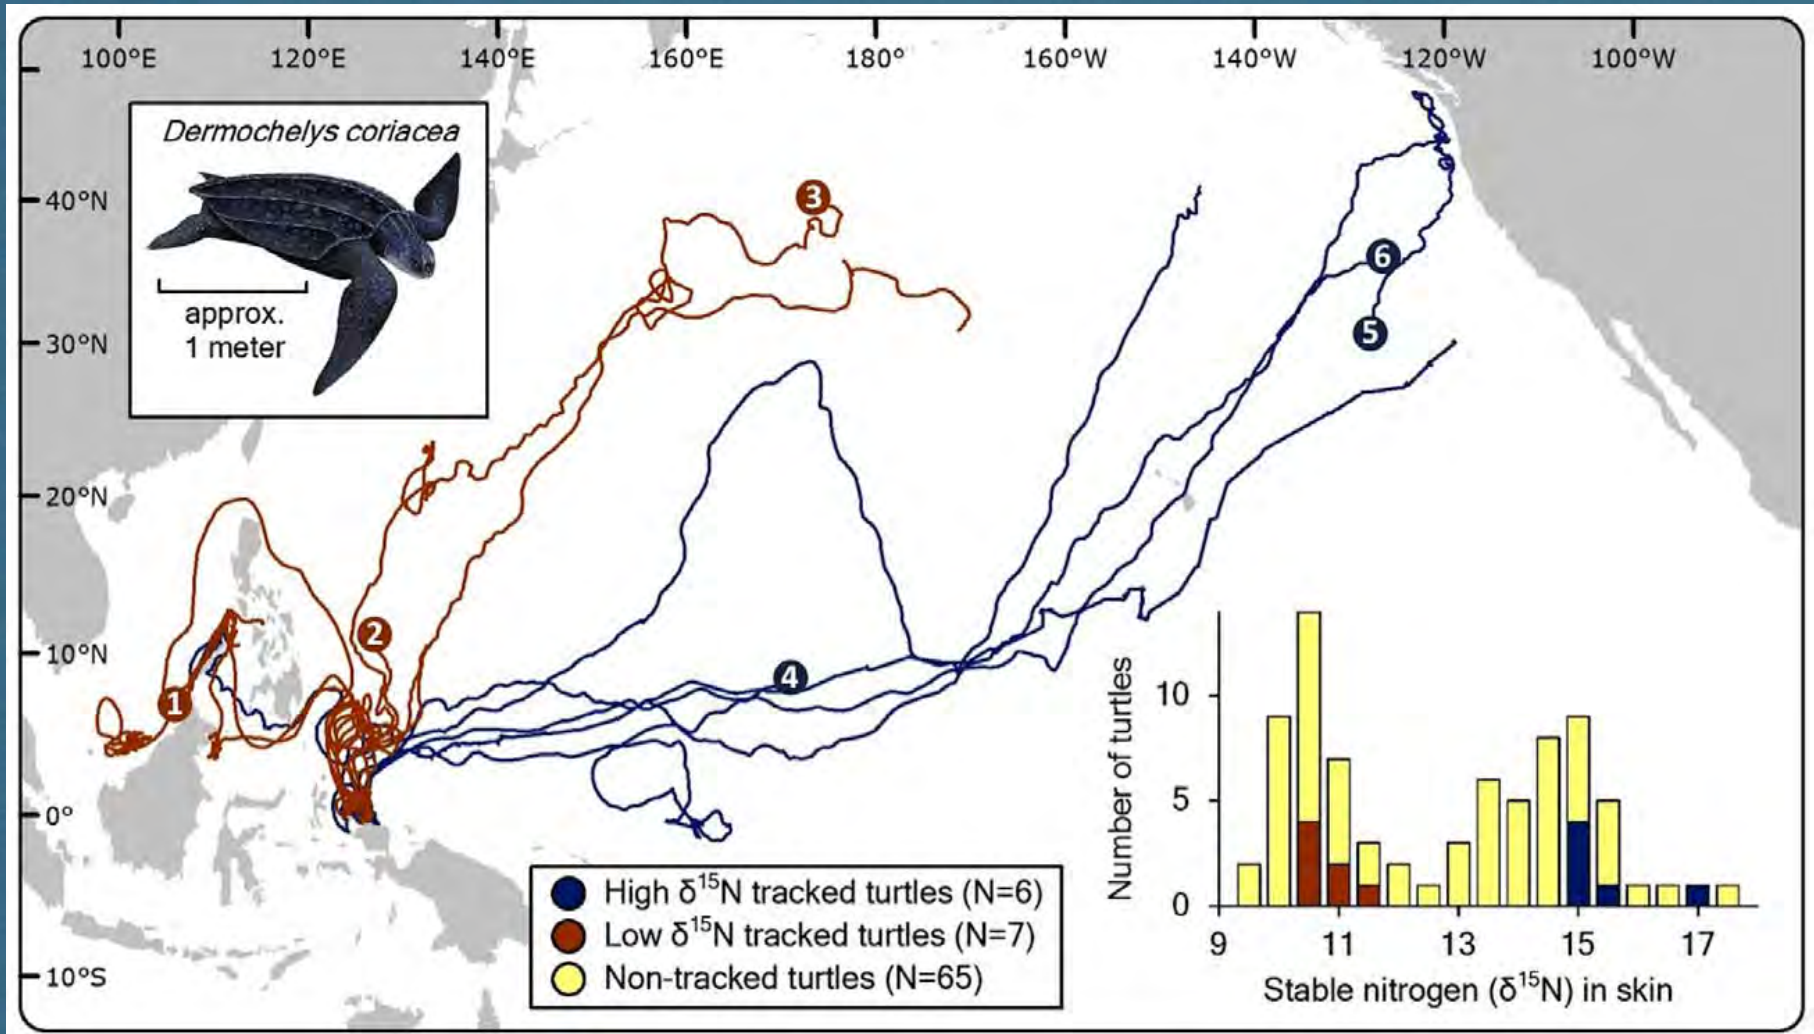 100°E 120°E 140°E 160°E 180° 160°W 140°W 120°W 100°W
Dermochelys coriacea
approx.
1 meter
40°N
30°N
20°N
10°N
0°
10°S
3
6
5
2
4
1
High δ¹⁵N tracked turtles (N=6)
Low δ¹⁵N tracked turtles (N=7)
Non-tracked turtles (N=65)
Number of turtles
10
5
0
9 11 13 15 17
Stable nitrogen (δ¹⁵N) in skin